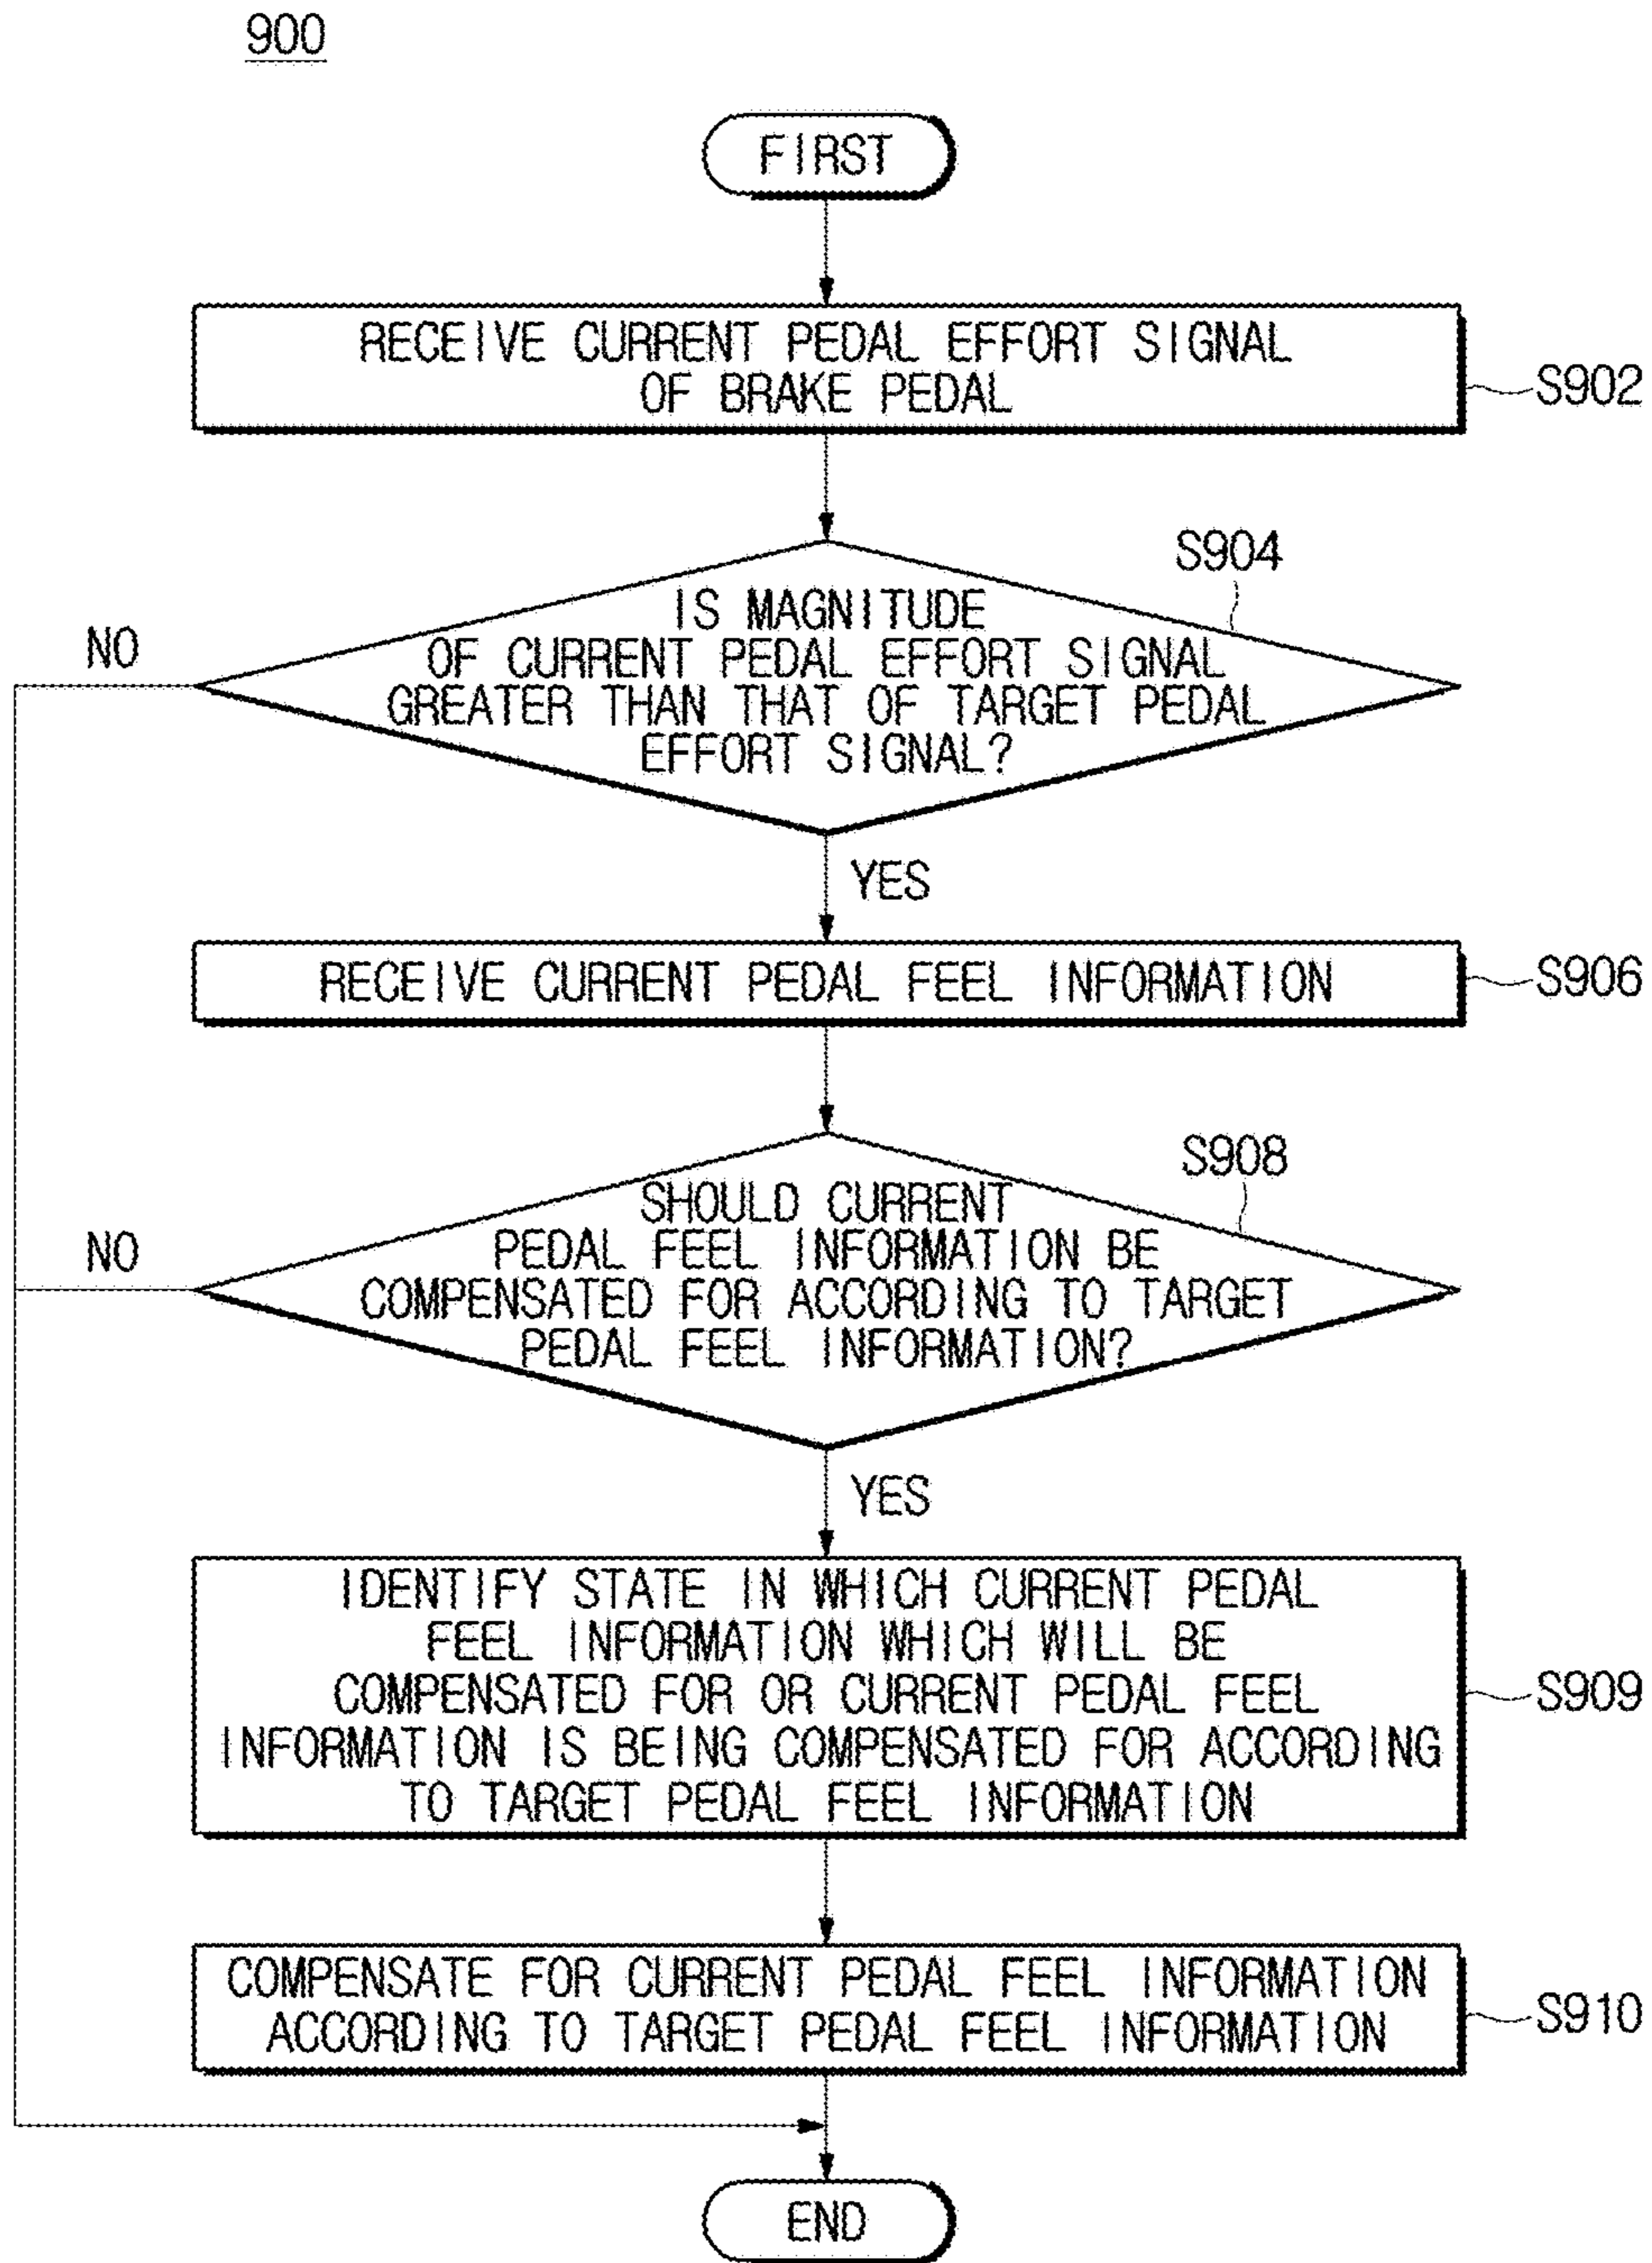 900
FIRST
RECEIVE CURRENT PEDAL EFFORT SIGNAL
OF BRAKE PEDAL
S902
S904
IS MAGNITUDE
OF CURRENT PEDAL EFFORT SIGNAL
GREATER THAN THAT OF TARGET PEDAL
EFFORT SIGNAL?
NO
YES
RECEIVE CURRENT PEDAL FEEL INFORMATION
S906
S908
SHOULD CURRENT
PEDAL FEEL INFORMATION BE
COMPENSATED FOR ACCORDING TO TARGET
PEDAL FEEL INFORMATION?
NO
YES
IDENTIFY STATE IN WHICH CURRENT PEDAL
FEEL INFORMATION WHICH WILL BE
COMPENSATED FOR OR CURRENT PEDAL FEEL
INFORMATION IS BEING COMPENSATED FOR ACCORDING
TO TARGET PEDAL FEEL INFORMATION
S909
COMPENSATE FOR CURRENT PEDAL FEEL INFORMATION
ACCORDING TO TARGET PEDAL FEEL INFORMATION
S910
END